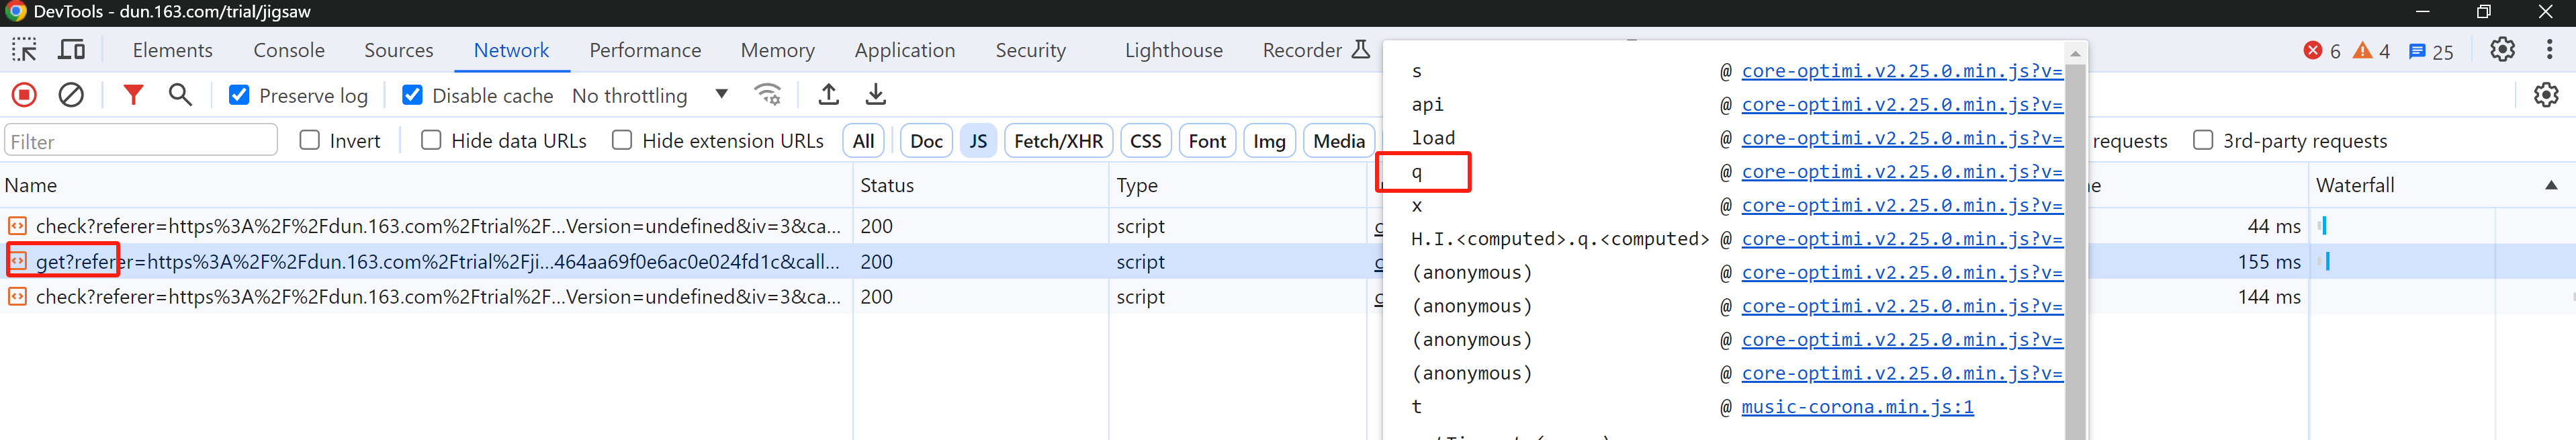 DevTools - dun.163.com/trial/jigsaw
Elements Console Sources Network Performance Memory Application Security Lighthouse Recorder 6 4 25
Preserve log Disable cache No throttling
Filter Invert Hide data URLs Hide extension URLs All Doc JS Fetch/XHR CSS Font Img Media requests 3rd-party requests
Name Status Type Waterfall
check?referer=https%3A%2F%2Fdun.163.com%2Ftrial%2F...Version=undefined&iv=3&ca... 200 script 44 ms
get?referer=https%3A%2F%2Fdun.163.com%2Ftrial%2Fji...464aa69f0e6ac0e024fd1c&call... 200 script 155 ms
check?referer=https%3A%2F%2Fdun.163.com%2Ftrial%2F...Version=undefined&iv=3&ca... 200 script 144 ms
s @ core-optimi.v2.25.0.min.js?v=
api @ core-optimi.v2.25.0.min.js?v=
load @ core-optimi.v2.25.0.min.js?v=
q @ core-optimi.v2.25.0.min.js?v=
x @ core-optimi.v2.25.0.min.js?v=
H.I.<computed>.q.<computed> @ core-optimi.v2.25.0.min.js?v=
(anonymous) @ core-optimi.v2.25.0.min.js?v=
(anonymous) @ core-optimi.v2.25.0.min.js?v=
(anonymous) @ core-optimi.v2.25.0.min.js?v=
(anonymous) @ core-optimi.v2.25.0.min.js?v=
t @ music-corona.min.js:1